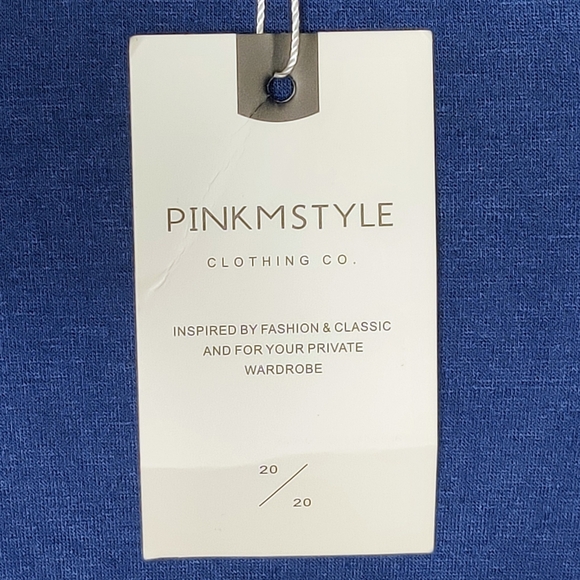 PINKMSTYLE
CLOTHING CO.
INSPIRED BY FASHION & CLASSIC
AND FOR YOUR PRIVATE
WARDROBE
20
20